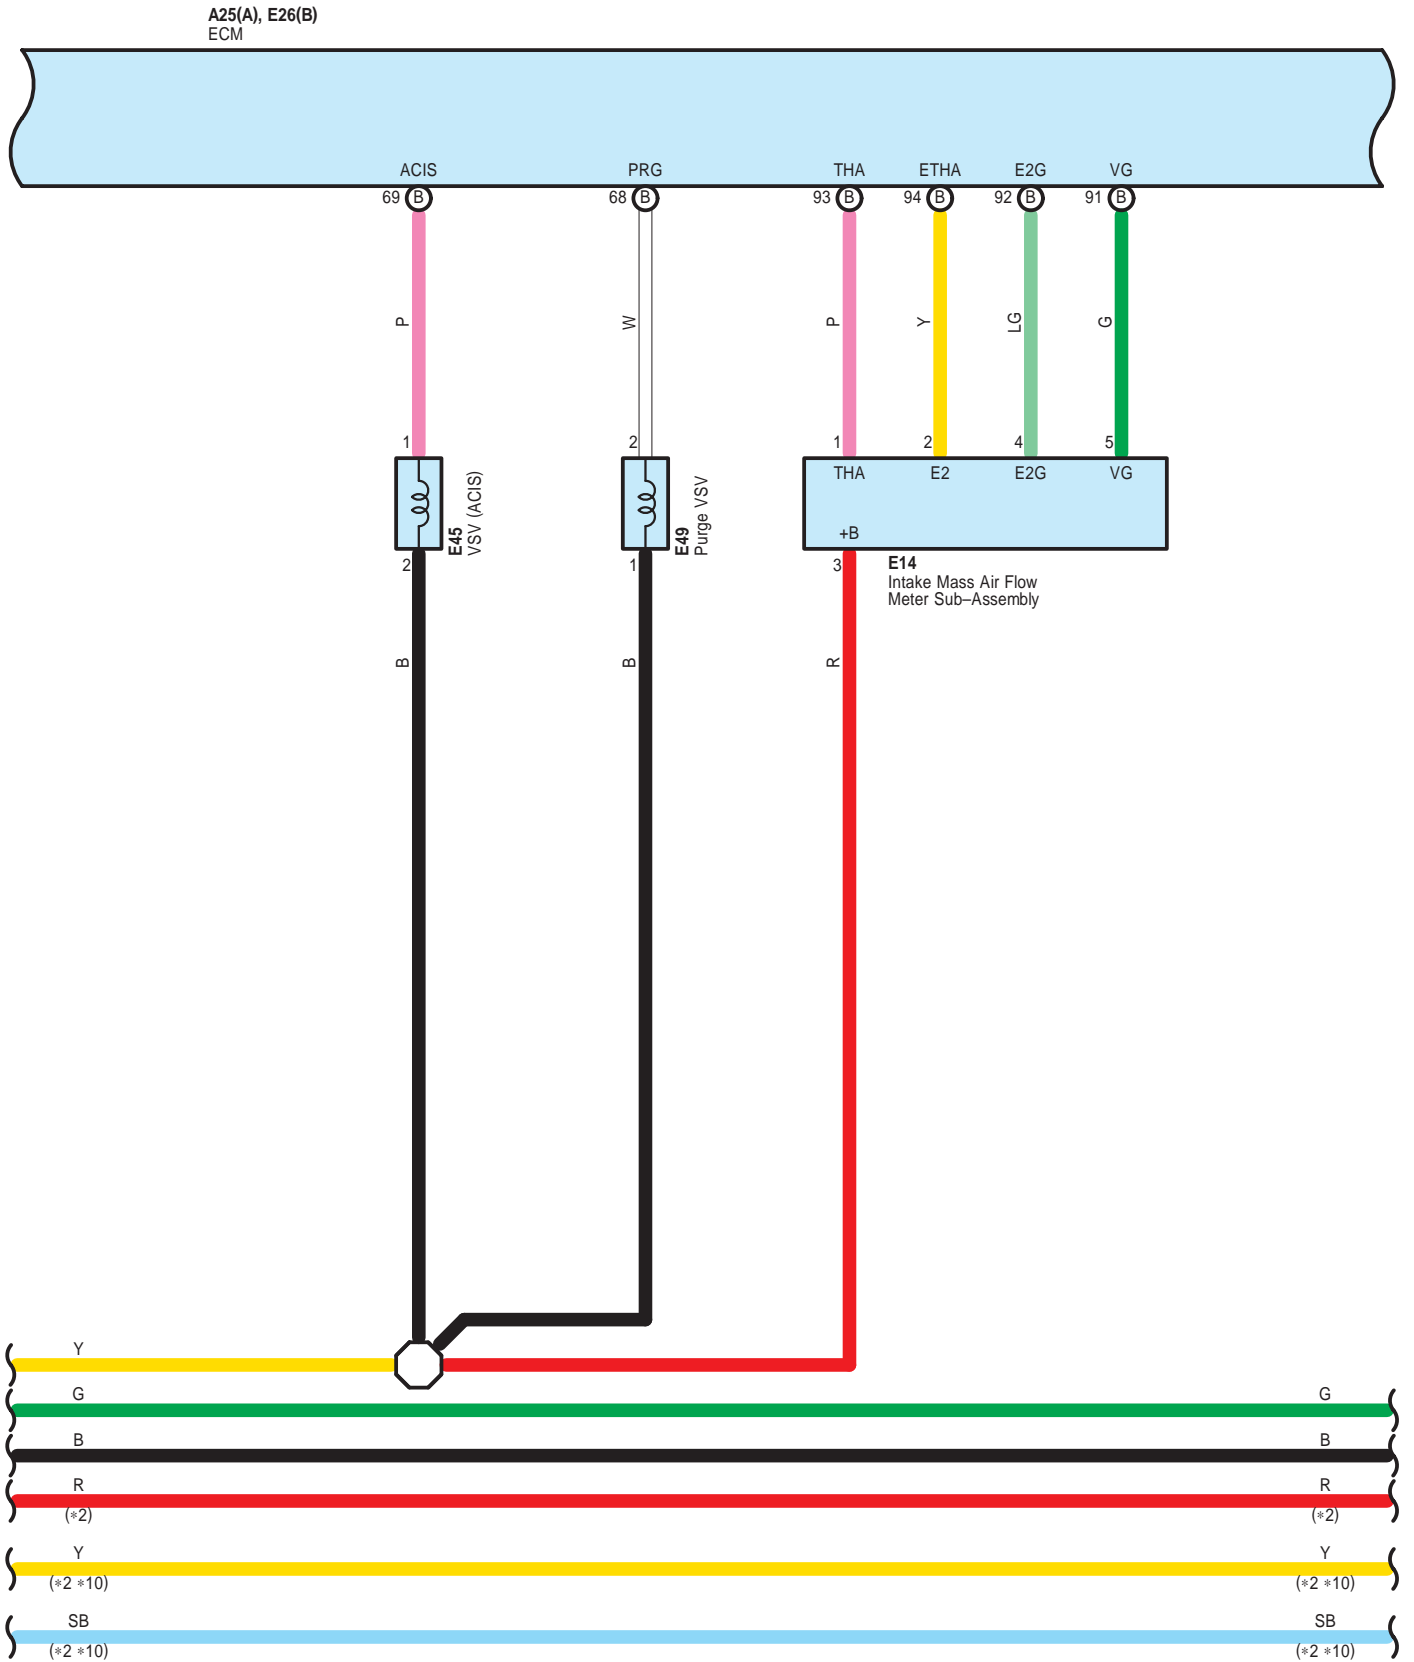 A25(A), E26(B)
ECM
ACIS PRG THA ETHA E2G VG
69 B 68 B 93 B 94 B 92 B 91 B
P W P Y LG G
1 2 1 2 4 5
THA E2 E2G VG
E45
VSV (ACIS)
E49
Purge VSV
+B
2 1 3
E14
Intake Mass Air Flow
Meter Sub–Assembly
B B R
Y
G G
B B
R R
(*2) (*2)
Y Y
(*2 *10) (*2 *10)
SB SB
(*2 *10) (*2 *10)